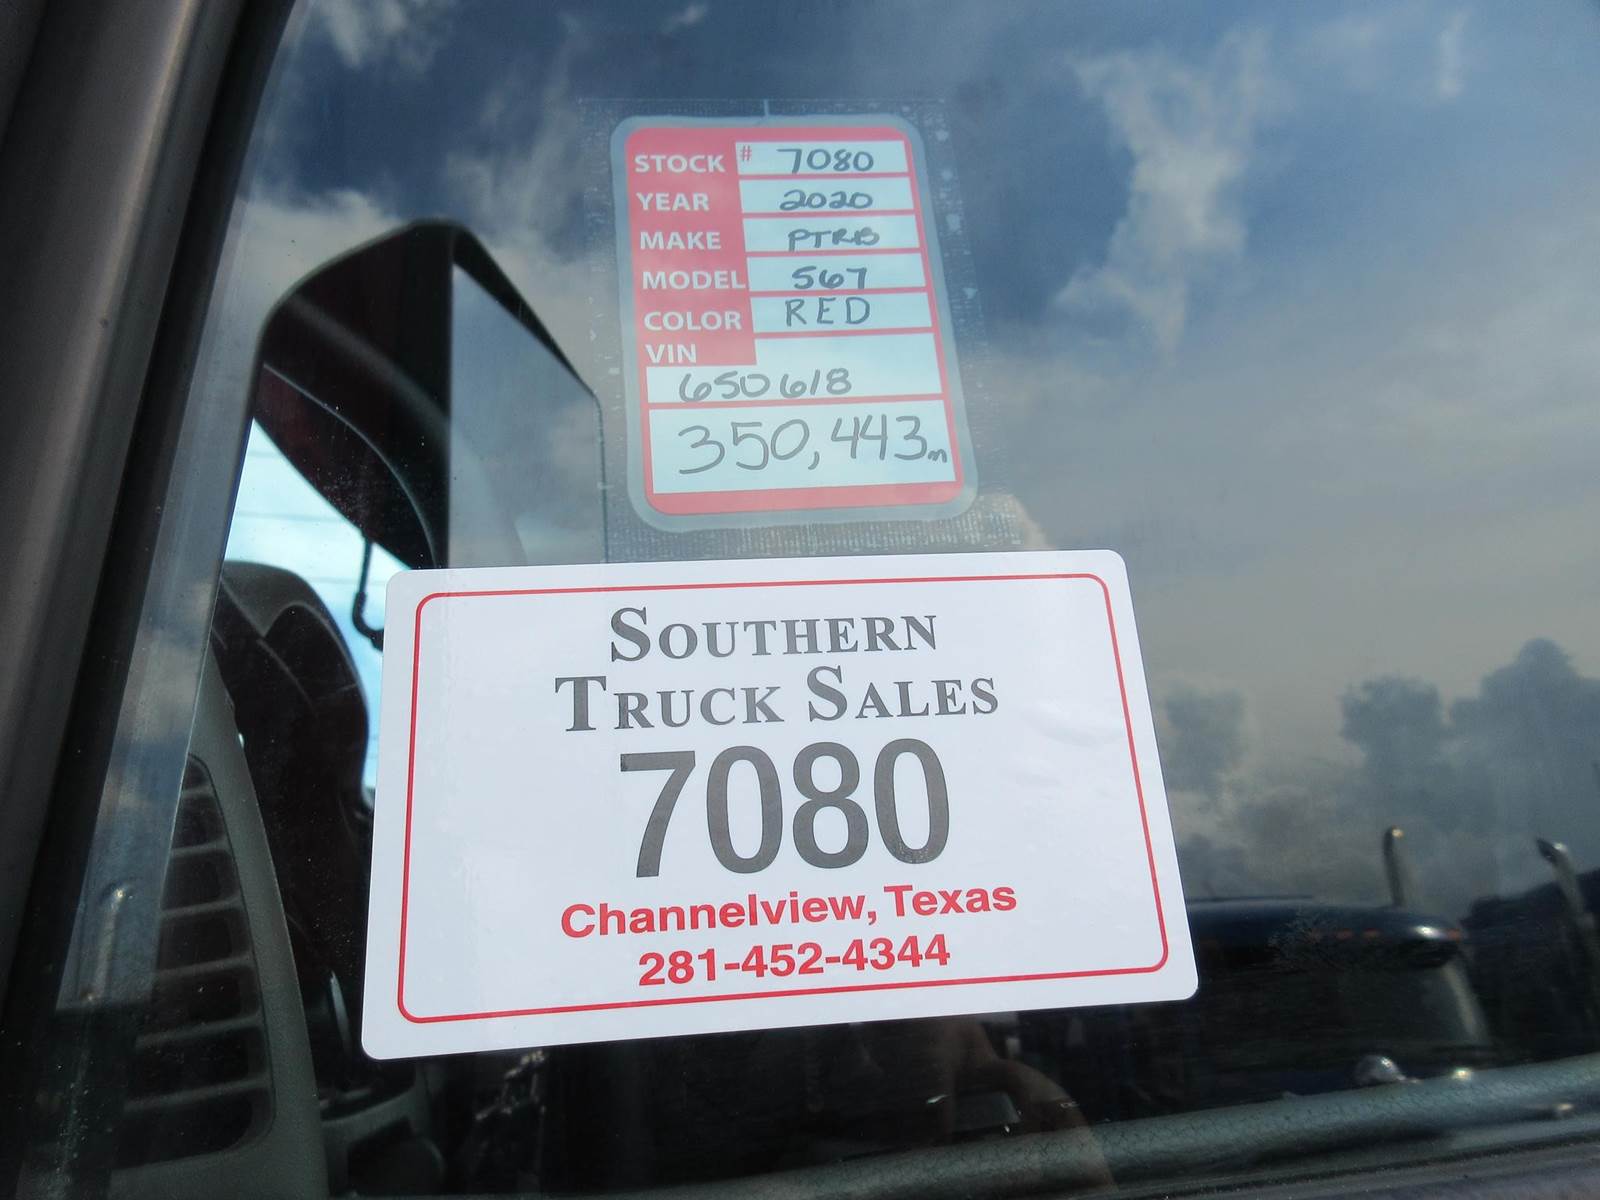 STOCK # 7080
YEAR 2020
MAKE PTRB
MODEL 567
COLOR RED
VIN
650618
350,443m
SOUTHERN
TRUCK SALES
7080
Channelview, Texas
281-452-4344